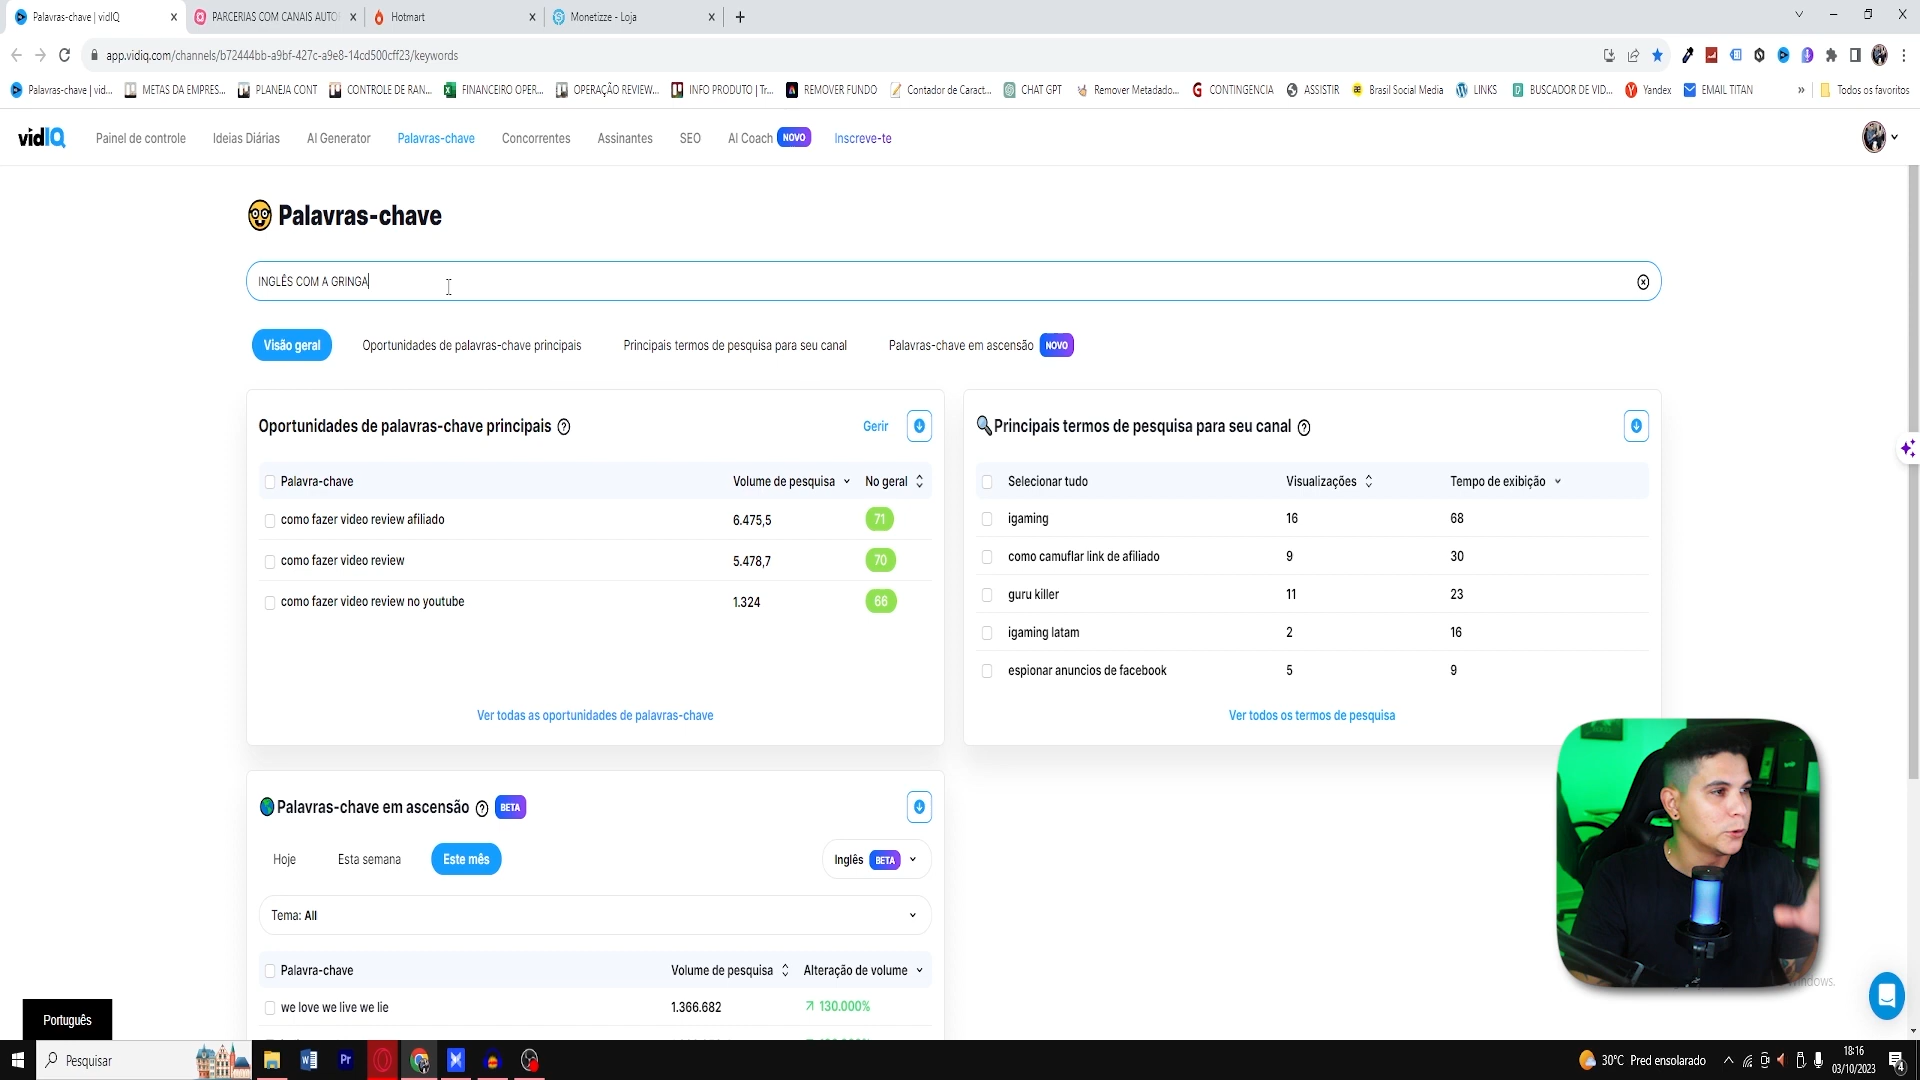 Palavras-chave | vidIQ
PARCERIAS COM CANAIS AUTO
Hotmart
Monetizze - Loja
app.vidiq.com/channels/b72444bb-a9bf-427c-a9e8-14cd500cff23/keywords
Palavras-chave | vid...
METAS DA EMPRES...
PLANEJA CONT
CONTROLE DE RAN...
FINANCEIRO OPER...
OPERAÇÃO REVIEW...
INFO PRODUTO | Tr...
REMOVER FUNDO
Contador de Caract...
CHAT GPT
Remover Metadado...
CONTINGENCIA
ASSISTIR
Brasil Social Media
LINKS
BUSCADOR DE VID...
Yandex
EMAIL TITAN
»
Todos os favoritos
vidIQ
Painel de controle
Ideias Diárias
AI Generator
Palavras-chave
Concorrentes
Assinantes
SEO
AI Coach NOVO
Inscreve-te
Palavras-chave
INGLÊS COM A GRINGA
Visão geral
Oportunidades de palavras-chave principais
Principais termos de pesquisa para seu canal
Palavras-chave em ascensão NOVO
Oportunidades de palavras-chave principais
Gerir
Palavra-chave Volume de pesquisa No geral
como fazer video review afiliado 6.475,5 71
como fazer video review 5.478,7 70
como fazer video review no youtube 1.324 66
Ver todas as oportunidades de palavras-chave
Principais termos de pesquisa para seu canal
Selecionar tudo Visualizações Tempo de exibição
igaming 16 68
como camuflar link de afiliado 9 30
guru killer 11 23
igaming latam 2 16
espionar anuncios de facebook 5 9
Ver todos os termos de pesquisa
Palavras-chave em ascensão BETA
Hoje Esta semana Este mês
Inglês BETA
Tema: All
Palavra-chave Volume de pesquisa Alteração de volume
we love we live we lie 1.366.682 130.000%
Português
Pesquisar
30°C Pred ensolarado
18:16
03/10/2023
4